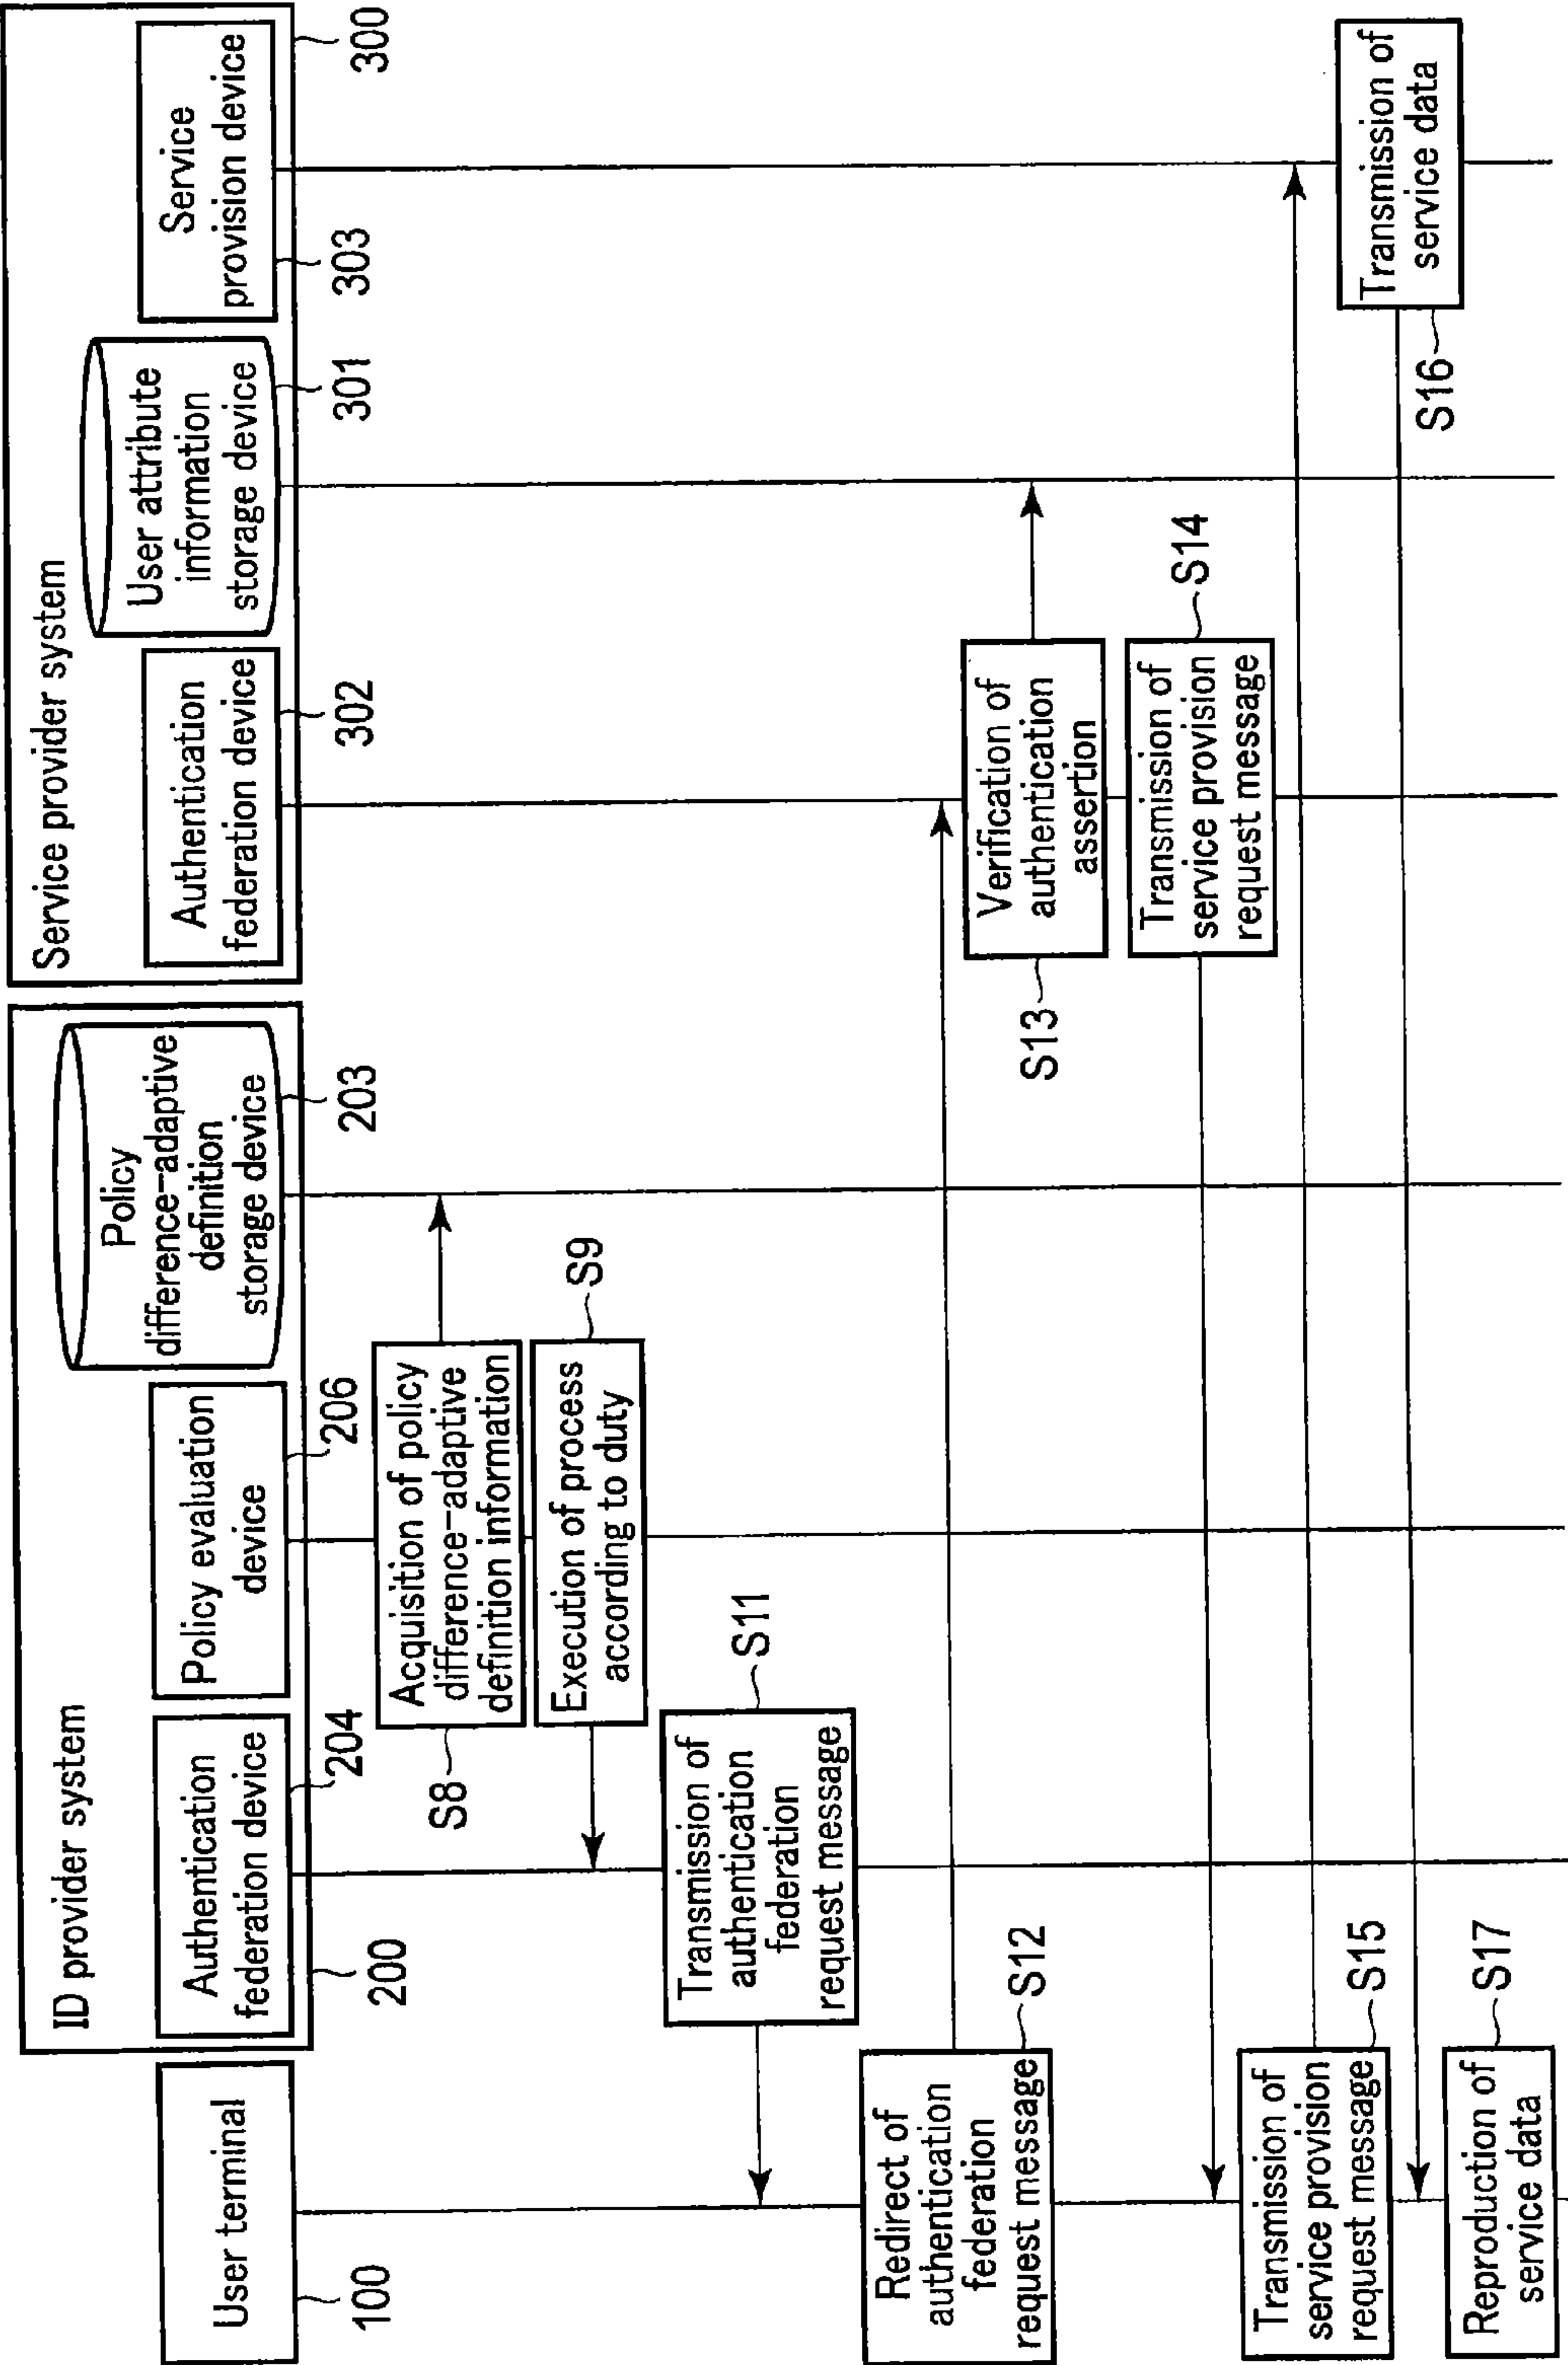 User terminal
100
ID provider system
200
Authentication
federation device
204
Policy evaluation
device
206
Policy
difference-adaptive
definition
storage device
203
Service provider system
Authentication
federation device
302
User attribute
information
storage device
301
Service
provision device
303
300
S8
Acquisition of policy
difference-adaptive
definition information
Execution of process
according to duty
S9
Transmission of
authentication
federation
request message
S11
Redirect of
authentication
federation
request message
S12
S13
Verification of
authentication
assertion
Transmission of
service provision
request message
S14
Transmission of
service provision
request message
S15
S16
Transmission of
service data
Reproduction of
service data
S17